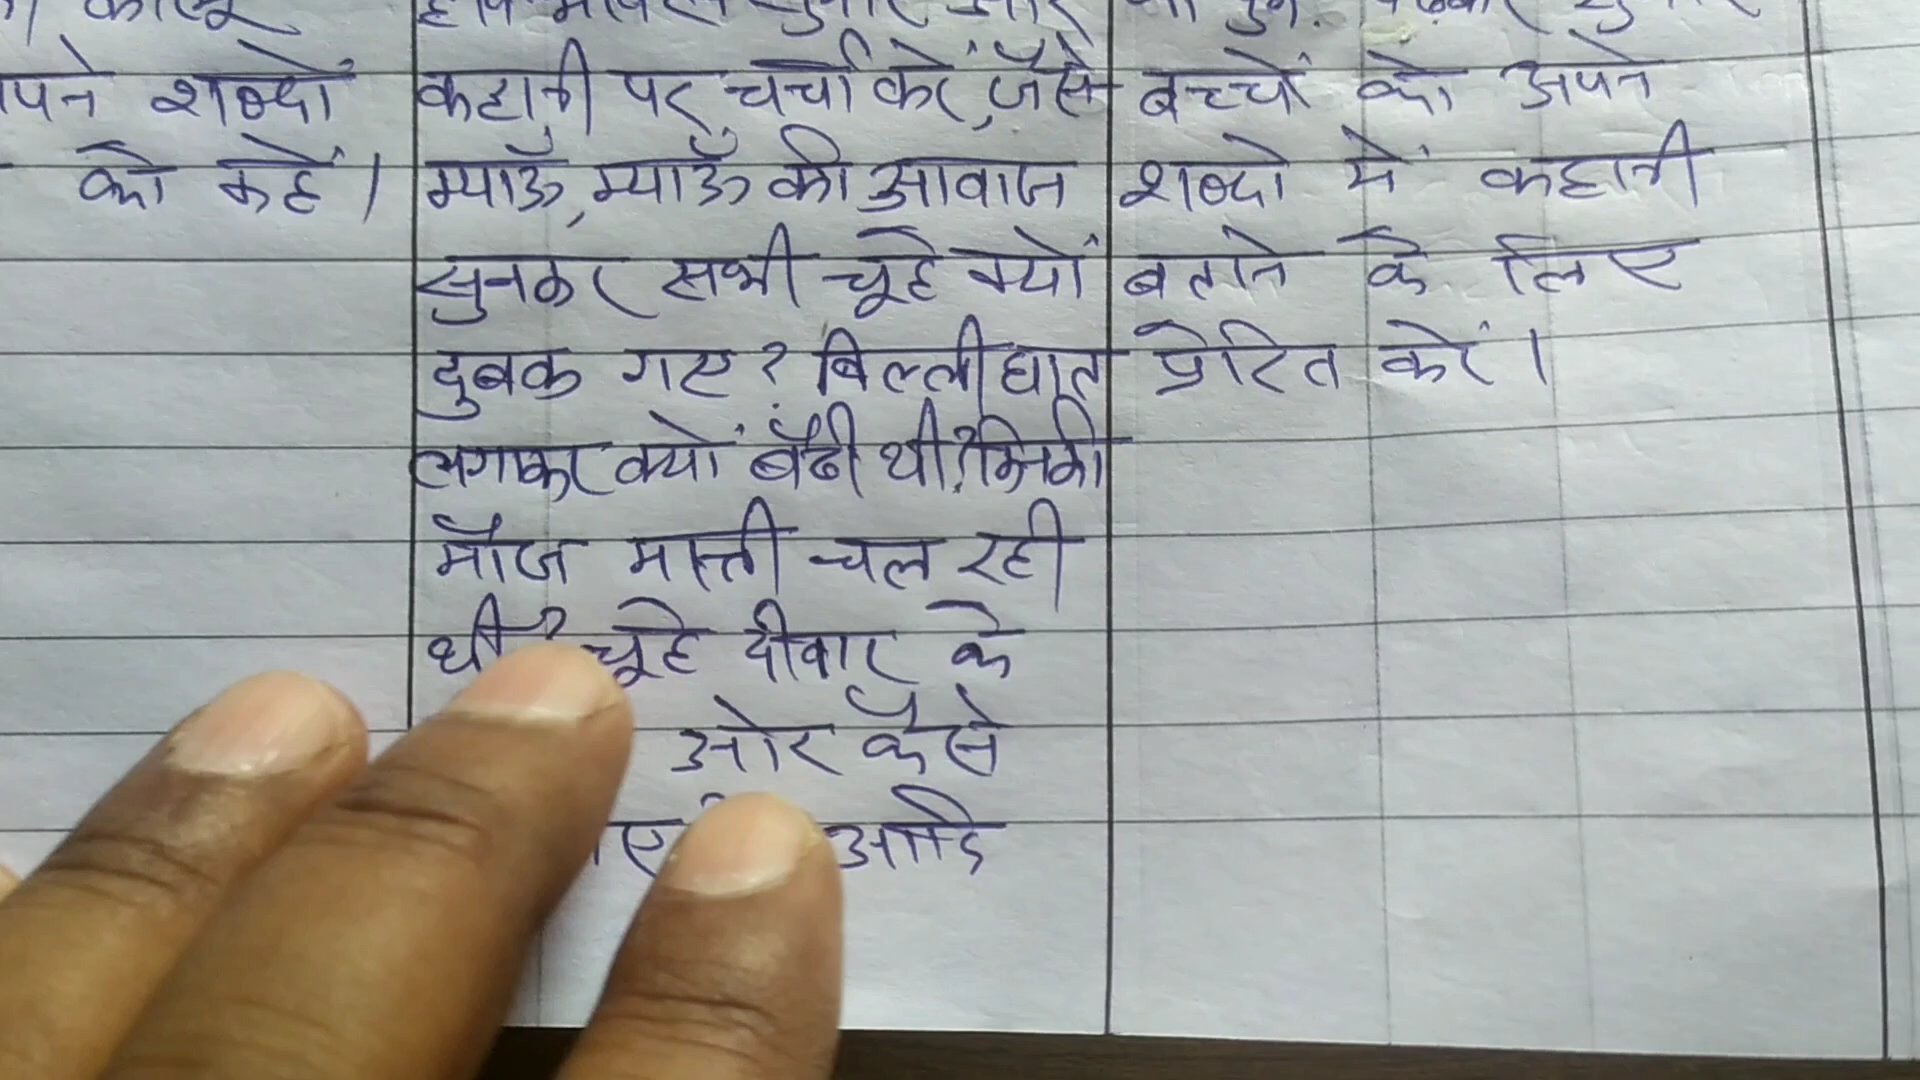 पने शब्दों
को कहें।
कहानी पर चर्चा करें, जैसे
म्याऊँ, म्याऊँ की आवाज
सुनकर सभी चूहे क्यों
दुबक गए? बिल्ली घात
लगाकर क्यों बैठी थी?
मौज मस्ती चल रही
थी? चूहे दीवार के
ओर कैसे
आदि
बच्चों को अपने
शब्दो में कहानी
बताने के लिए
प्रेरित करें।